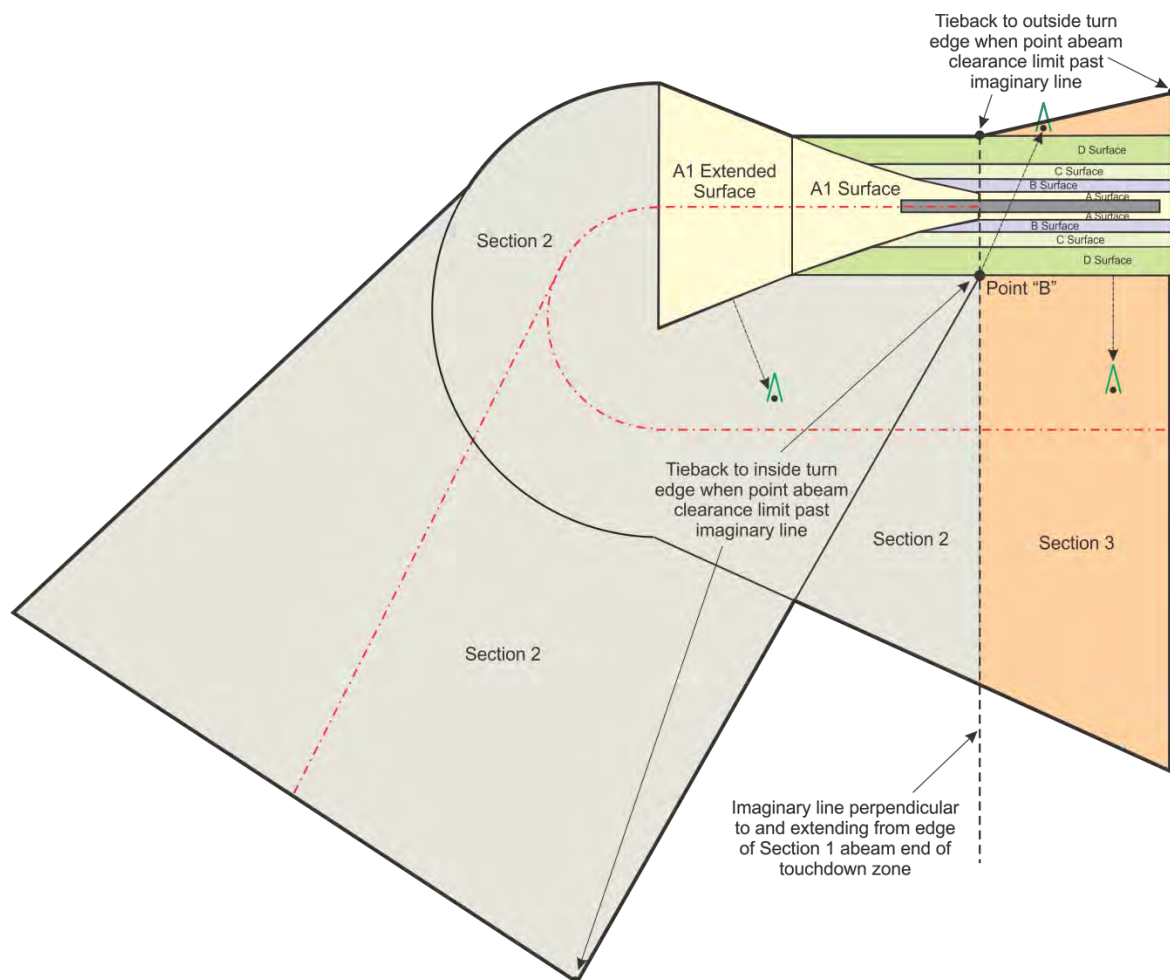 Tieback to outside turn
edge when point abeam
clearance limit past
imaginary line
D Surface
C Surface
B Surface
A Surface
A Surface
B Surface
C Surface
D Surface
A1 Extended
Surface
A1 Surface
Section 2
Point “B”
Tieback to inside turn
edge when point abeam
clearance limit past
imaginary line
Section 2
Section 3
Section 2
Imaginary line perpendicular
to and extending from edge
of Section 1 abeam end of
touchdown zone